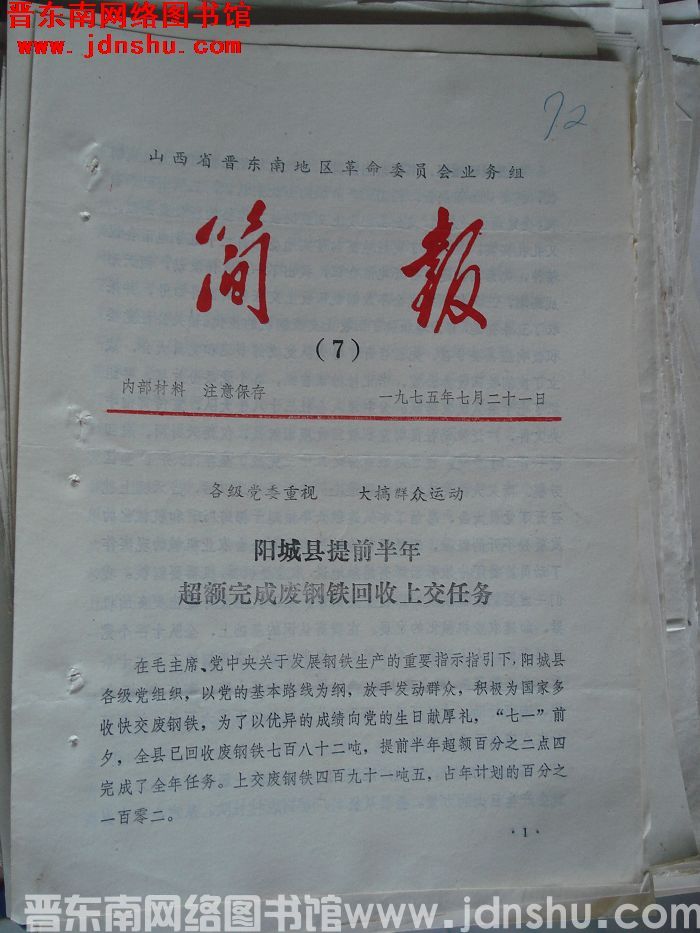 晋东南网络图书馆
www.jdnshu.com
72
山西省晋东南地区革命委员会业务组
简报
(7)
内部材料 注意保存 一九七五年七月二十一日
各级党委重视 大搞群众运动
阳城县提前半年
超额完成废钢铁回收上交任务
在毛主席、党中央关于发展钢铁生产的重要指示指引下，阳城县
各级党组织，以党的基本路线为纲，放手发动群众，积极为国家多
收快交废钢铁，为了以优异的成绩向党的生日献厚礼，“七一”前
夕，全县已回收废钢铁七百八十二吨，提前半年超额百分之二点四
完成了全年任务。上交废钢铁四百九十一吨五，占年计划的百分之
一百零二。
·1·
晋东南网络图书馆 www.jdnshu.com